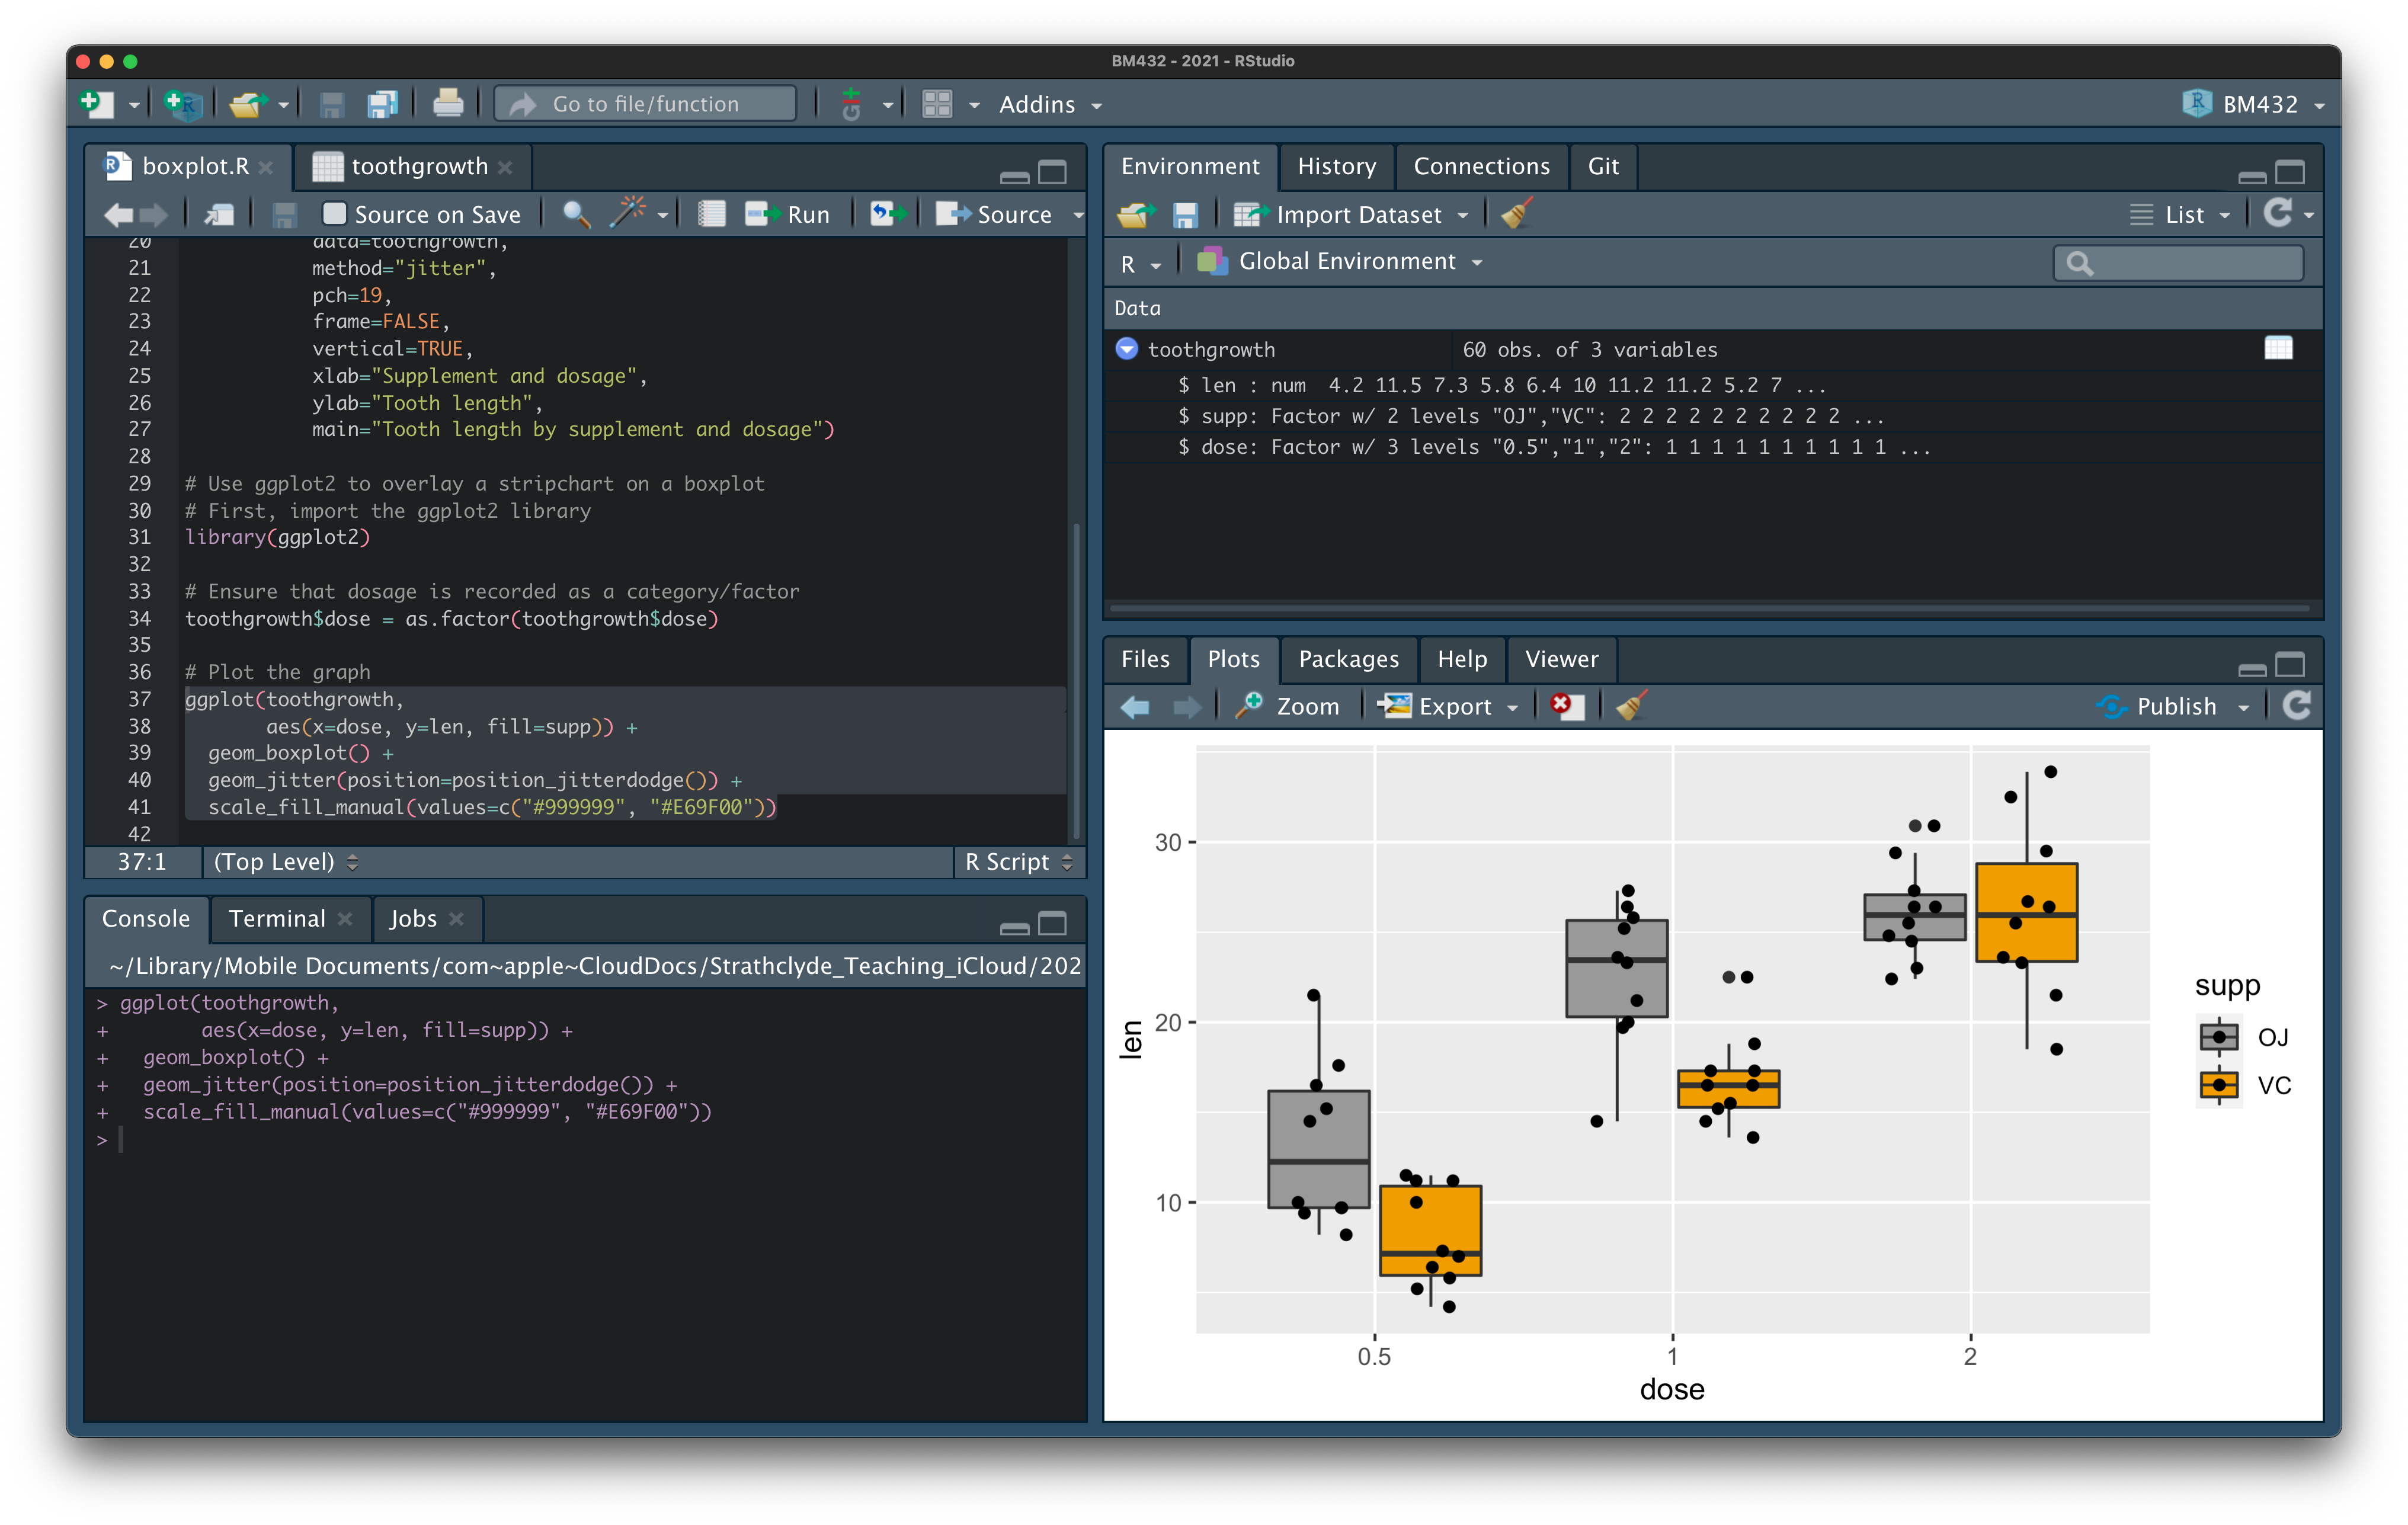 BM432 - 2021 - RStudio
Go to file/function
Git
Addins
BM432
boxplot.R
toothgrowth
Source on Save
Run
Source
20 data=toothgrowth,
21 method="jitter",
22 pch=19,
23 frame=FALSE,
24 vertical=TRUE,
25 xlab="Supplement and dosage",
26 ylab="Tooth length",
27 main="Tooth length by supplement and dosage")
28
29 # Use ggplot2 to overlay a stripchart on a boxplot
30 # First, import the ggplot2 library
31 library(ggplot2)
32
33 # Ensure that dosage is recorded as a category/factor
34 toothgrowth$dose = as.factor(toothgrowth$dose)
35
36 # Plot the graph
37 ggplot(toothgrowth,
38 aes(x=dose, y=len, fill=supp)) +
39 geom_boxplot() +
40 geom_jitter(position=position_jitterdodge()) +
41 scale_fill_manual(values=c("#999999", "#E69F00"))
42
37:1 (Top Level) R Script
Console Terminal Jobs
~/Library/Mobile Documents/com~apple~CloudDocs/Strathclyde_Teaching_iCloud/202
> ggplot(toothgrowth,
+ aes(x=dose, y=len, fill=supp)) +
+ geom_boxplot() +
+ geom_jitter(position=position_jitterdodge()) +
+ scale_fill_manual(values=c("#999999", "#E69F00"))
>
Environment History Connections Git
Import Dataset
List
R Global Environment
Data
toothgrowth 60 obs. of 3 variables
$ len : num 4.2 11.5 7.3 5.8 6.4 10 11.2 11.2 5.2 7 ...
$ supp: Factor w/ 2 levels "OJ","VC": 2 2 2 2 2 2 2 2 2 2 ...
$ dose: Factor w/ 3 levels "0.5","1","2": 1 1 1 1 1 1 1 1 1 1 ...
Files Plots Packages Help Viewer
Zoom Export Publish
30
20
10
len
0.5 1 2
dose
supp
OJ
VC